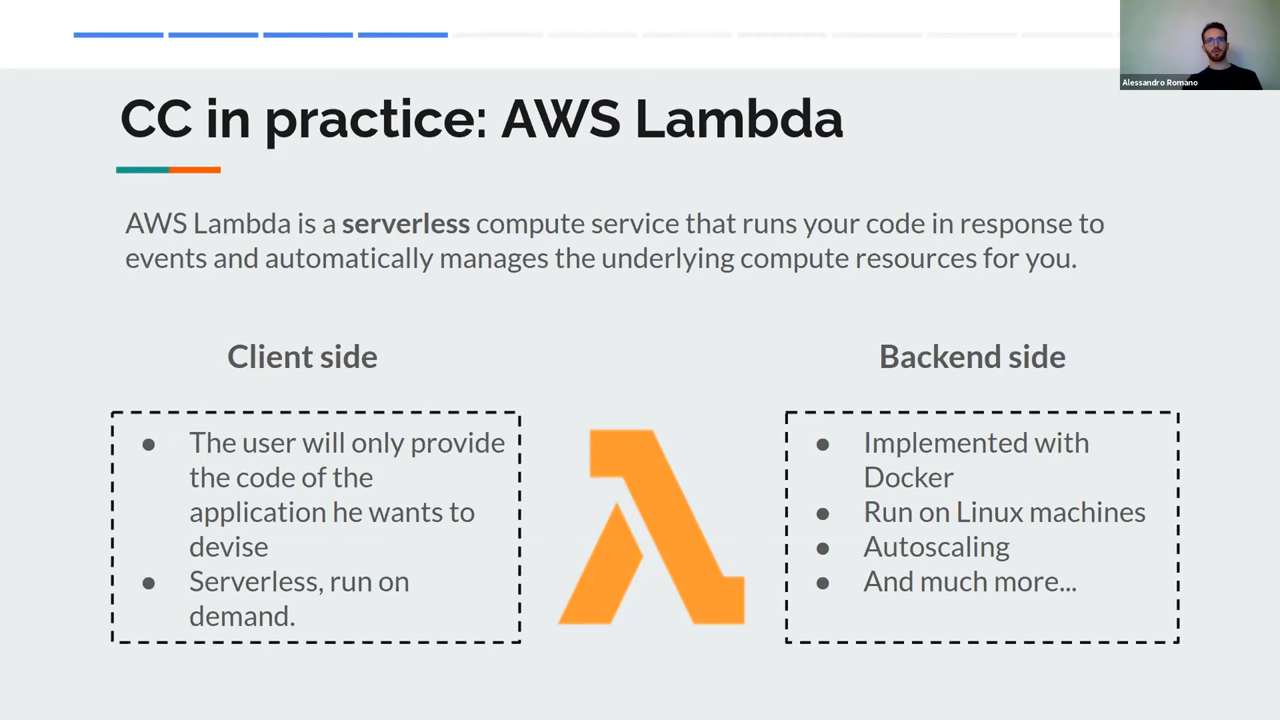 Alessandro Romano
CC in practice: AWS Lambda
AWS Lambda is a serverless compute service that runs your code in response to
events and automatically manages the underlying compute resources for you.
Client side
● The user will only provide
the code of the
application he wants to
devise
● Serverless, run on
demand.
Backend side
● Implemented with
Docker
● Run on Linux machines
● Autoscaling
● And much more...